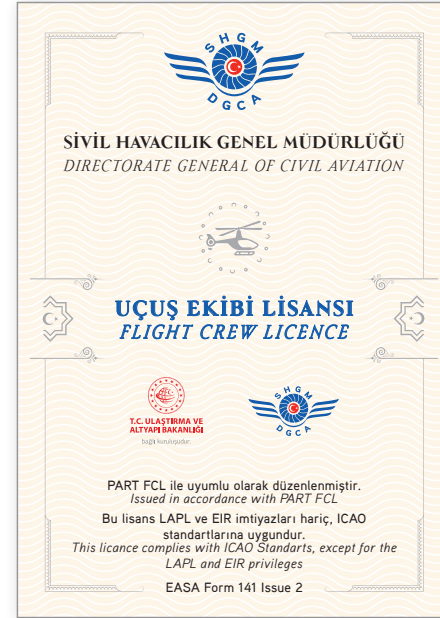 SHGM
DGCA
SİVİL HAVACILIK GENEL MÜDÜRLÜĞÜ
DIRECTORATE GENERAL OF CIVIL AVIATION
UÇUŞ EKİBİ LİSANSI
FLIGHT CREW LICENCE
T.C. ULAŞTIRMA VE
ALTYAPI BAKANLIĞI
bağlı kuruluşudur.
SHGM
DGCA
PART FCL ile uyumlu olarak düzenlenmiştir.
Issued in accordance with PART FCL
Bu lisans LAPL ve EIR imtiyazları hariç, ICAO
standartlarına uygundur.
This licance complies with ICAO Standarts, except for the
LAPL and EIR privileges
EASA Form 141 Issue 2